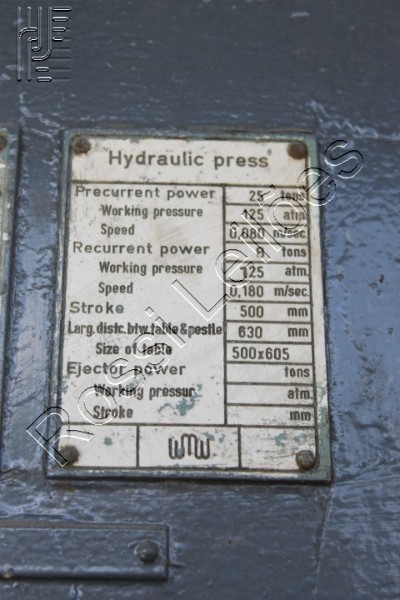 Hydraulic press
Precurrent power 25 tons
Working pressure 125 atm
Speed 0,080 m/sec.
Recurrent power 8 tons
Working pressure 125 atm.
Speed 0,180 m/sec.
Stroke 500 mm
Larg.distc.btw.table&pestle 630 mm
Size of table 500x605
Ejector power tons
Working pressur atm.
Stroke mm
WMW
Rossi Leilões